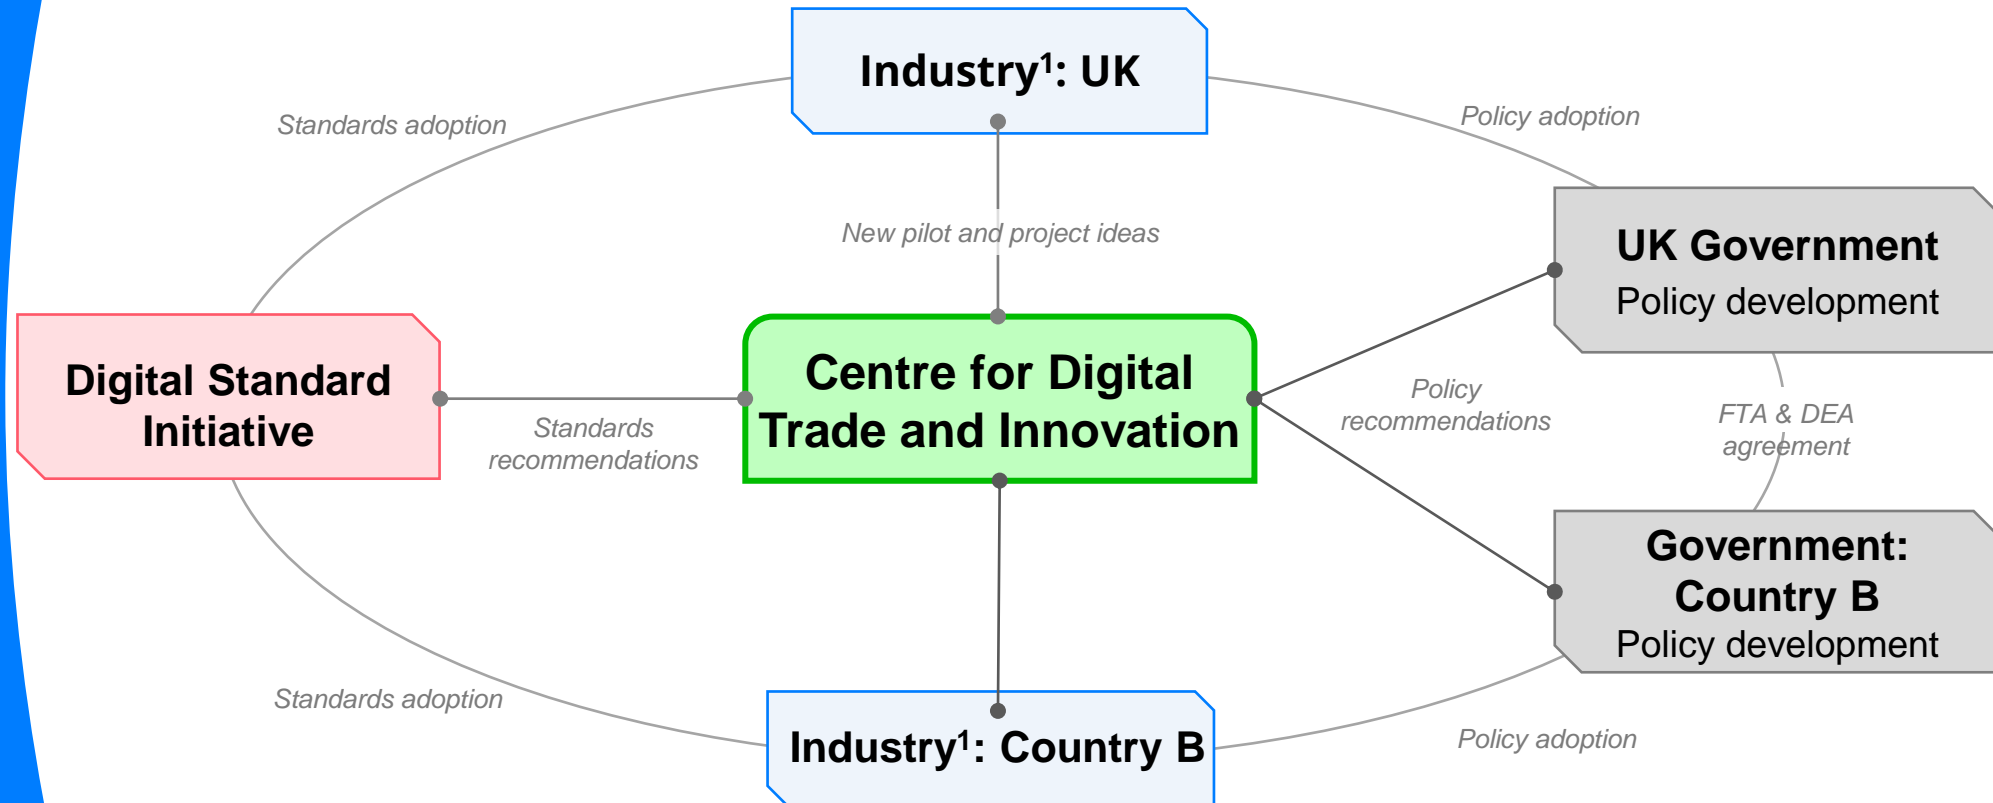 Industry¹: UK
Standards adoption
Policy adoption
New pilot and project ideas
UK Government
Policy development
Digital Standard
Initiative
Standards
recommendations
Centre for Digital
Trade and Innovation
Policy
recommendations
FTA & DEA
agreement
Government:
Country B
Policy development
Standards adoption
Industry¹: Country B
Policy adoption